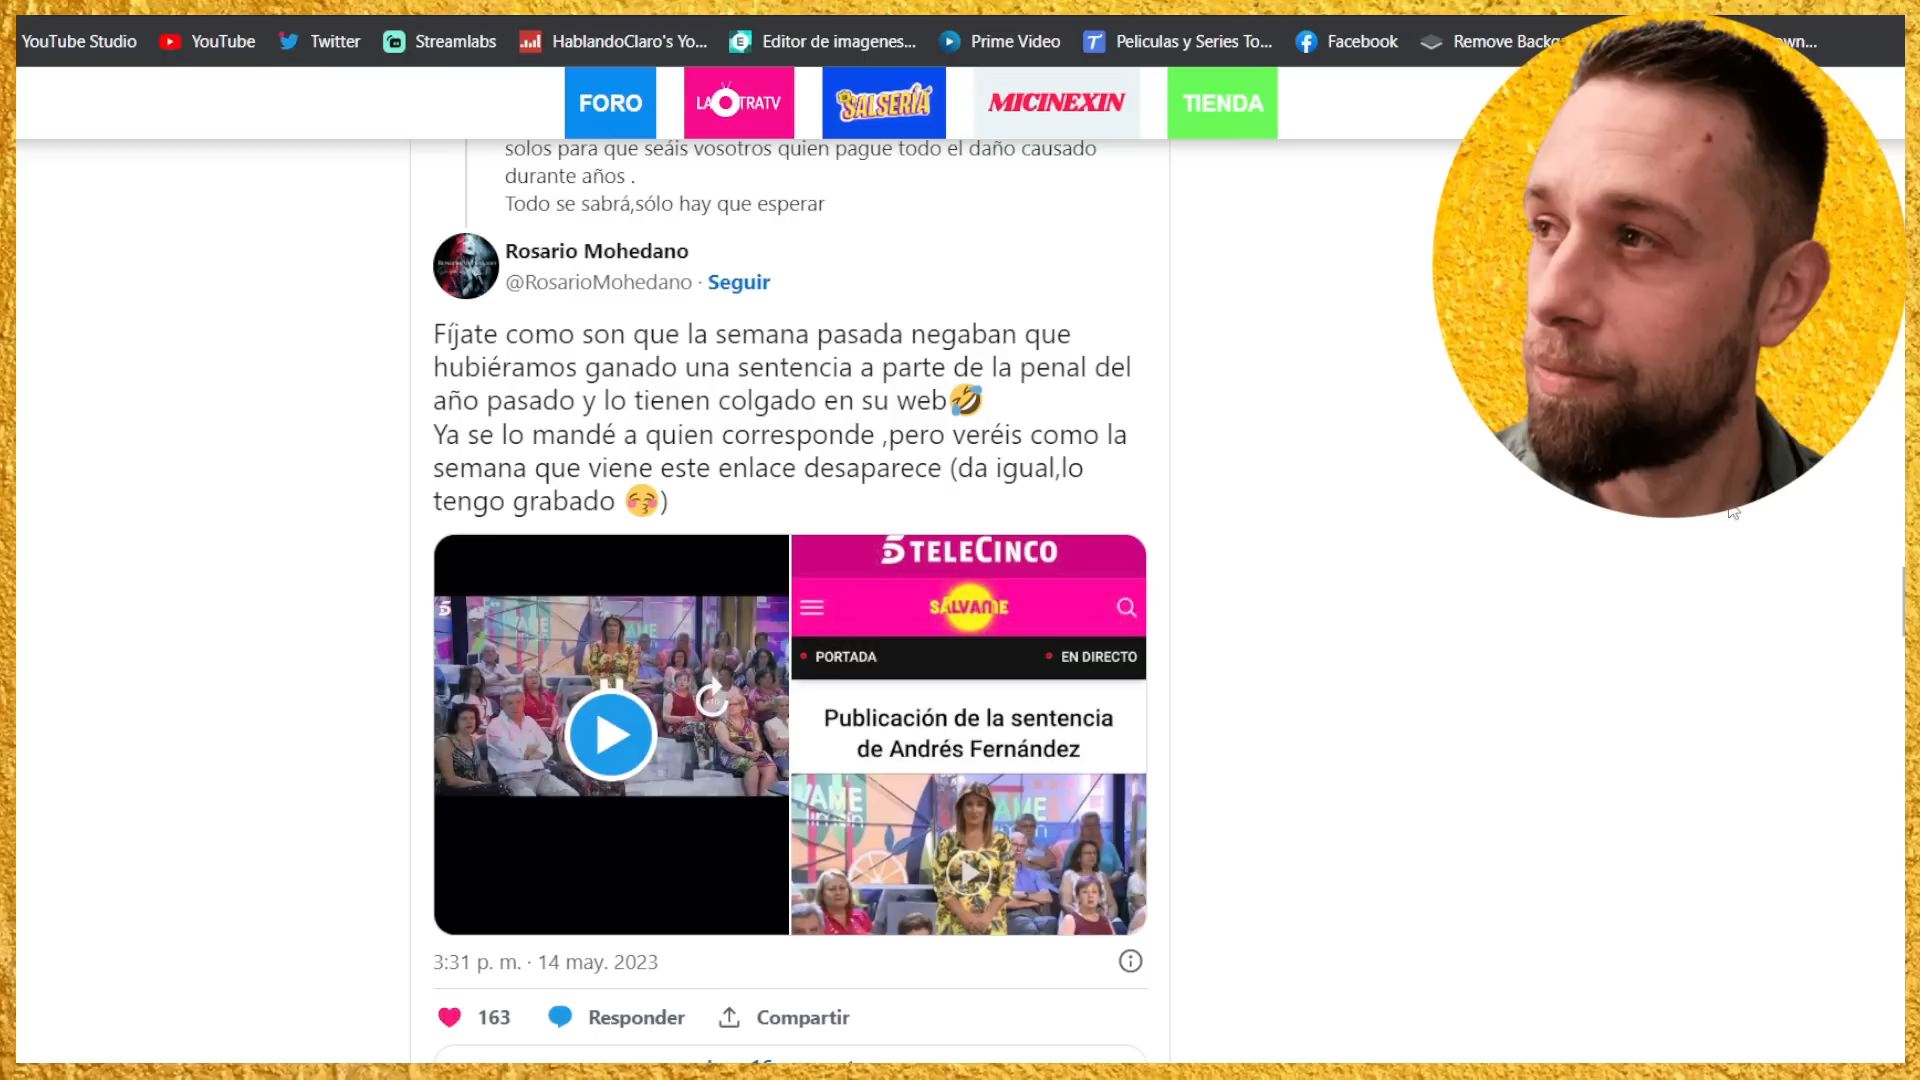 YouTube Studio YouTube Twitter Streamlabs HablandoClaro's Yo... Editor de imagenes... Prime Video Peliculas y Series To... Facebook Remove Backg
FORO LA OTRATV SALSERÍA MICINEXIN TIENDA
solos para que seáis vosotros quien pague todo el daño causado
durante años .
Todo se sabrá,sólo hay que esperar
Rosario Mohedano
@RosarioMohedano · Seguir
Fíjate como son que la semana pasada negaban que
hubiéramos ganado una sentencia a parte de la penal del
año pasado y lo tienen colgado en su web🤣
Ya se lo mandé a quien corresponde ,pero veréis como la
semana que viene este enlace desaparece (da igual,lo
tengo grabado 😚)
5 TELECINCO
SÁLVAME
PORTADA EN DIRECTO
Publicación de la sentencia
de Andrés Fernández
3:31 p. m. · 14 may. 2023
163 Responder Compartir